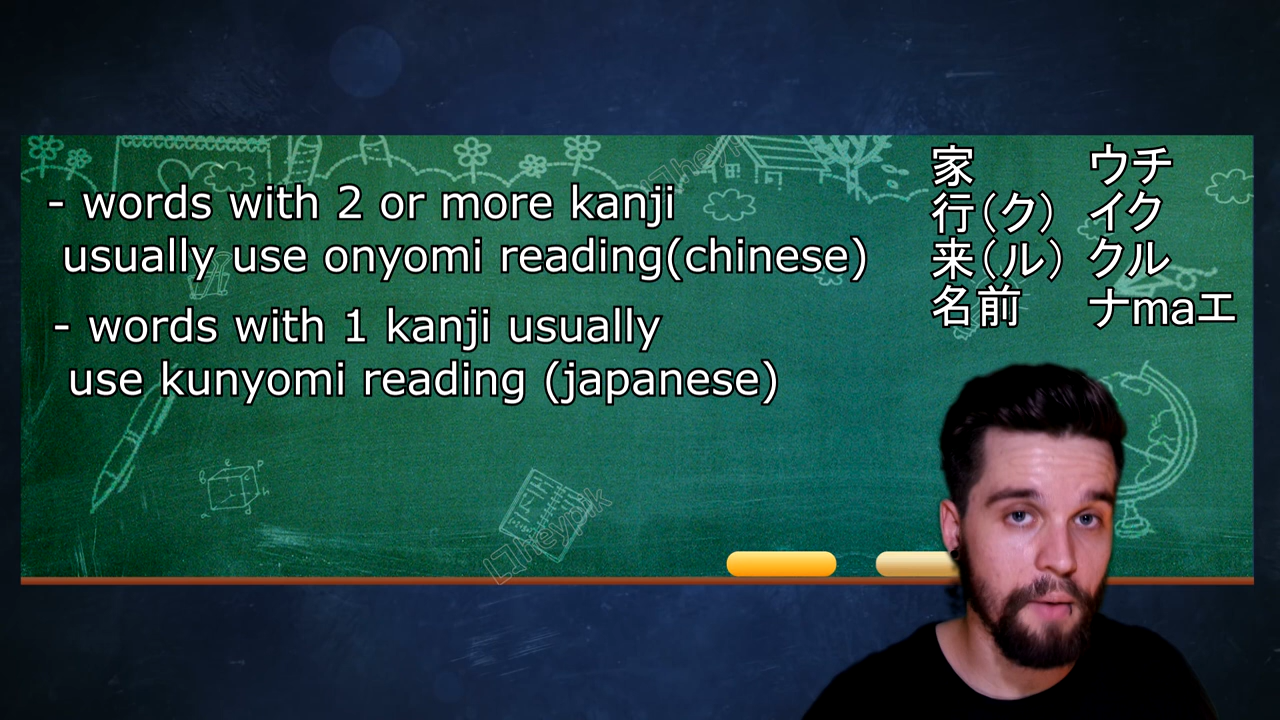 - words with 2 or more kanji
usually use onyomi reading(chinese)
- words with 1 kanji usually
use kunyomi reading (japanese)
家 ウチ
行(ク) イク
来(ル) クル
名前 ナmaエ